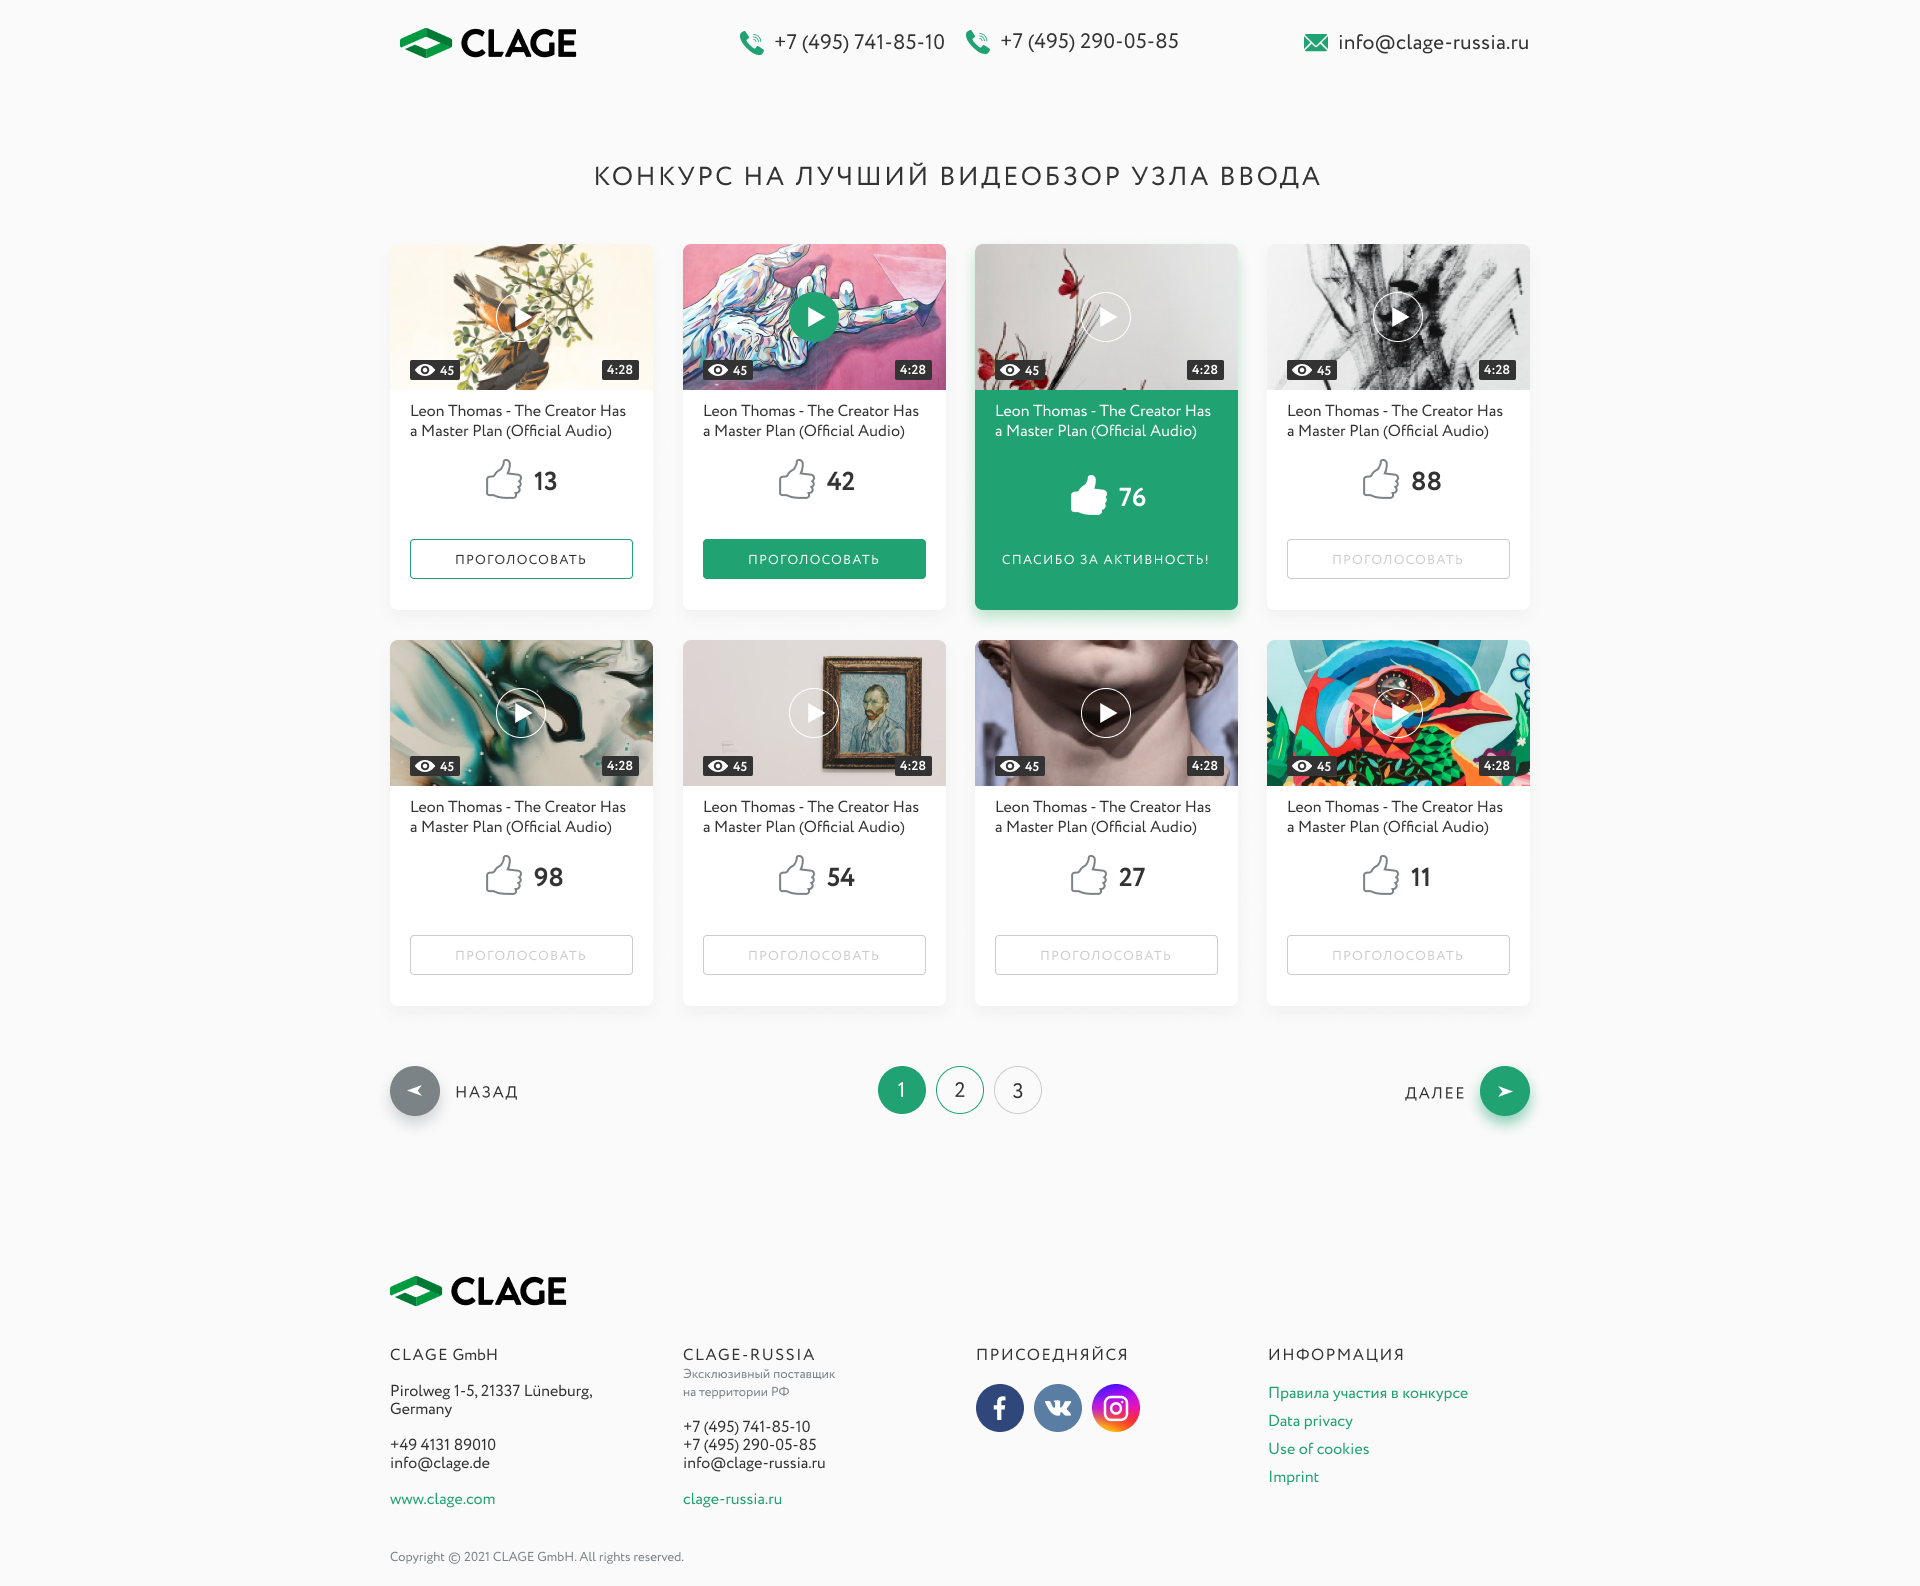 CLAGE
+7 (495) 741-85-10
+7 (495) 290-05-85
info@clage-russia.ru
КОНКУРС НА ЛУЧШИЙ ВИДЕОБЗОР УЗЛА ВВОДА
45
4:28
Leon Thomas - The Creator Has
a Master Plan (Official Audio)
13
ПРОГОЛОСОВАТЬ
45
4:28
Leon Thomas - The Creator Has
a Master Plan (Official Audio)
42
ПРОГОЛОСОВАТЬ
45
4:28
Leon Thomas - The Creator Has
a Master Plan (Official Audio)
76
СПАСИБО ЗА АКТИВНОСТЬ!
45
4:28
Leon Thomas - The Creator Has
a Master Plan (Official Audio)
88
ПРОГОЛОСОВАТЬ
45
4:28
Leon Thomas - The Creator Has
a Master Plan (Official Audio)
98
ПРОГОЛОСОВАТЬ
45
4:28
Leon Thomas - The Creator Has
a Master Plan (Official Audio)
54
ПРОГОЛОСОВАТЬ
45
4:28
Leon Thomas - The Creator Has
a Master Plan (Official Audio)
27
ПРОГОЛОСОВАТЬ
45
4:28
Leon Thomas - The Creator Has
a Master Plan (Official Audio)
11
ПРОГОЛОСОВАТЬ
НАЗАД
1
2
3
ДАЛЕЕ
CLAGE
CLAGE GmbH
Pirolweg 1-5, 21337 Lüneburg,
Germany
+49 4131 89010
info@clage.de
www.clage.com
CLAGE-RUSSIA
Эксклюзивный поставщик
на территории РФ
+7 (495) 741-85-10
+7 (495) 290-05-85
info@clage-russia.ru
clage-russia.ru
ПРИСОЕДНЯЙСЯ
ИНФОРМАЦИЯ
Правила участия в конкурсе
Data privacy
Use of cookies
Imprint
Copyright © 2021 CLAGE GmbH. All rights reserved.